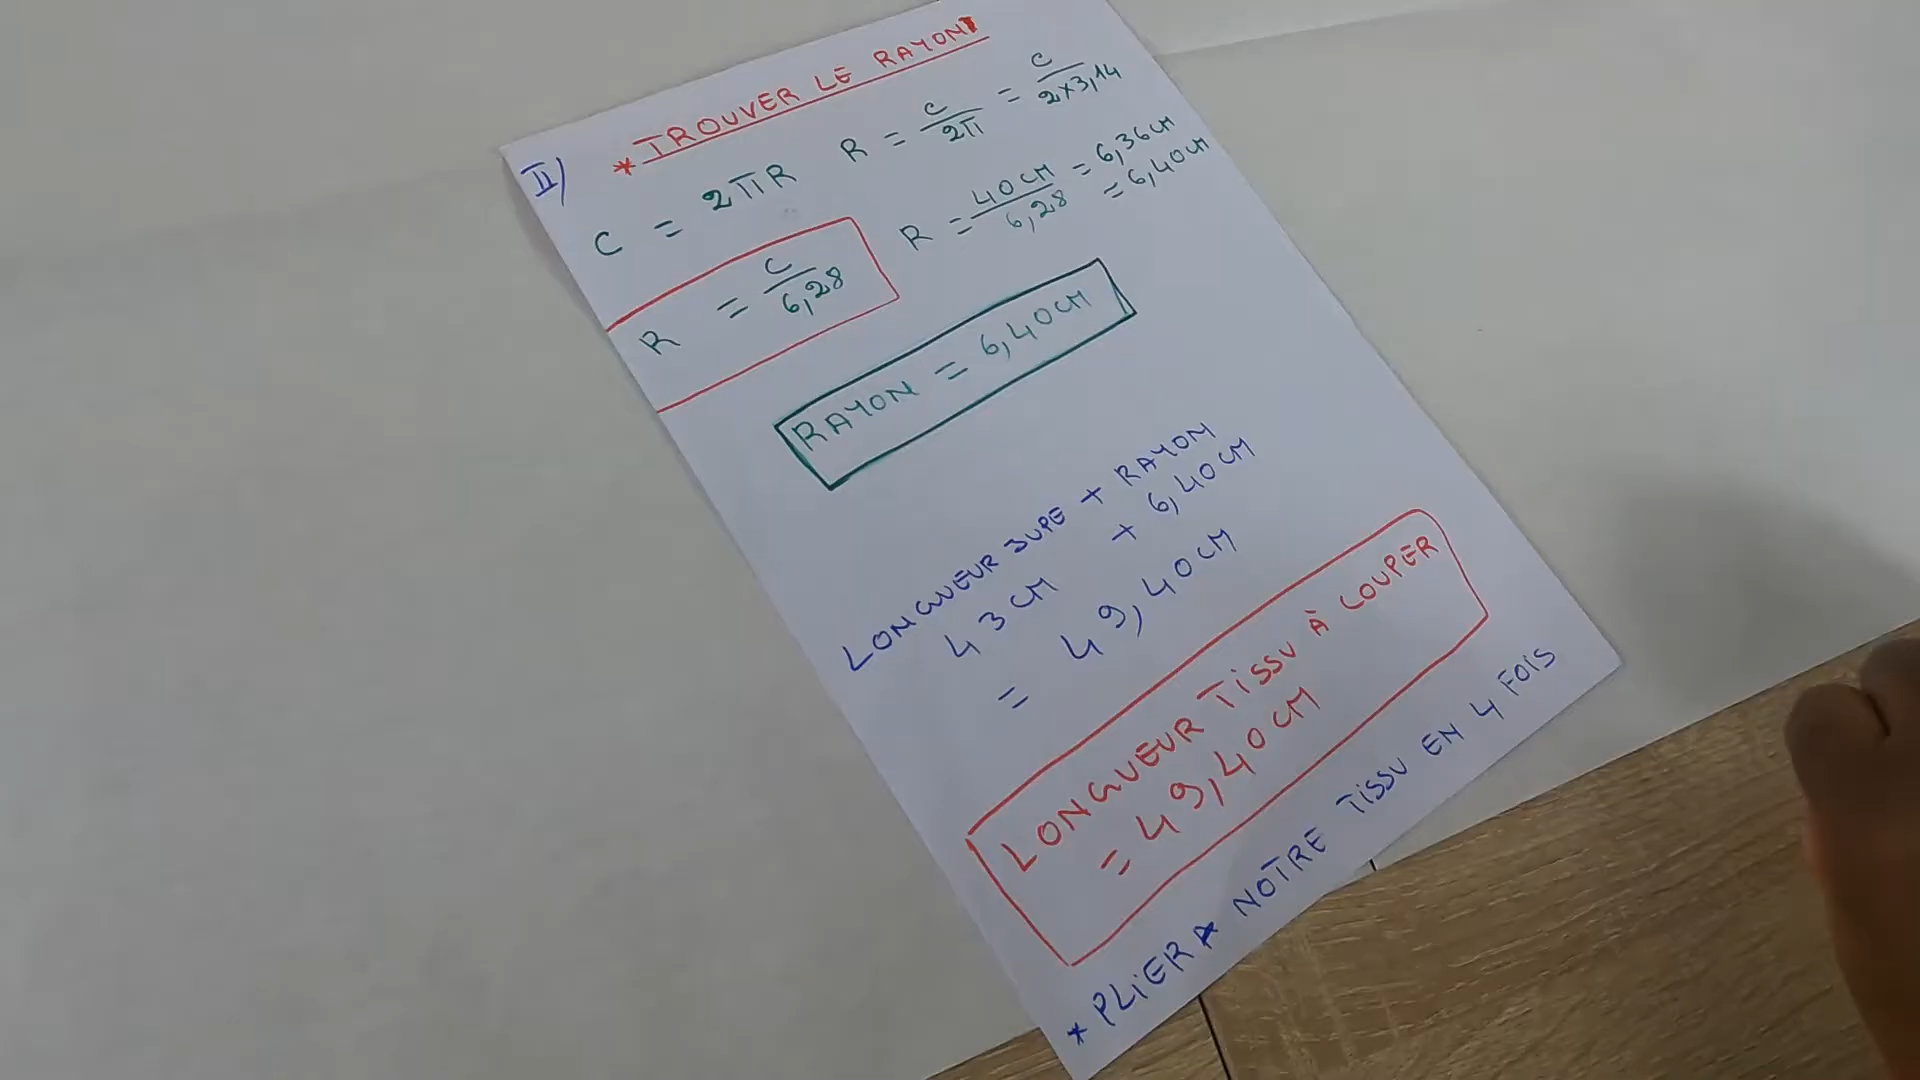 II) * TROUVER LE RAYON
C = 2πR R = C/2π = C/2×3,14
R = C/6,28 R = 40CM/6,28 = 6,36CM
= 6,40CM
RAYON = 6,40CM
LONGUEUR JUPE + RAYON
43CM + 6,40CM
= 49,40CM
LONGUEUR TISSU À COUPER
= 49,40CM
* PLIER NOTRE TISSU EN 4 FOIS